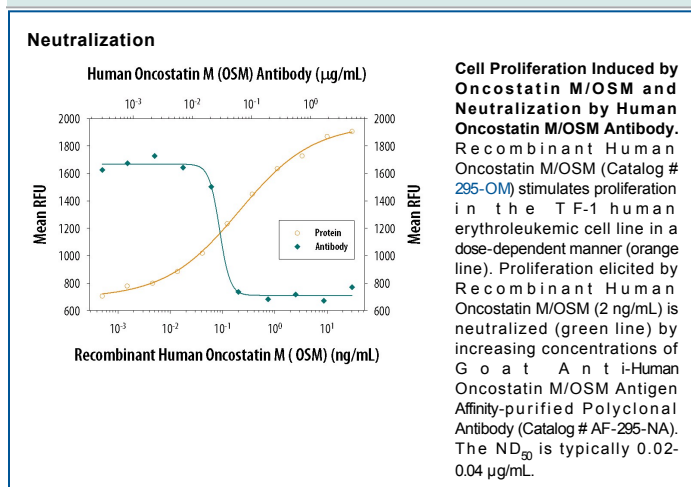 Neutralization
Human Oncostatin M (OSM) Antibody (µg/mL)
10-3 10-2 10-1 100
2000 2000
1800 1800
1600 1600
1400 1400
1200 1200
1000 1000
800 800
600 600
Mean RFU
Mean RFU
Protein
Antibody
10-3 10-2 10-1 100 101
Recombinant Human Oncostatin M ( OSM) (ng/mL)
Cell Proliferation Induced by
Oncostatin M/OSM and
Neutralization by Human
Oncostatin M/OSM Antibody.
Recombinant Human
Oncostatin M/OSM (Catalog #
295-OM) stimulates proliferation
in the TF-1 human
erythroleukemic cell line in a
dose-dependent manner (orange
line). Proliferation elicited by
Recombinant Human
Oncostatin M/OSM (2 ng/mL) is
neutralized (green line) by
increasing concentrations of
Goat Anti-Human
Oncostatin M/OSM Antigen
Affinity-purified Polyclonal
Antibody (Catalog # AF-295-NA).
The ND50 is typically 0.02-
0.04 µg/mL.